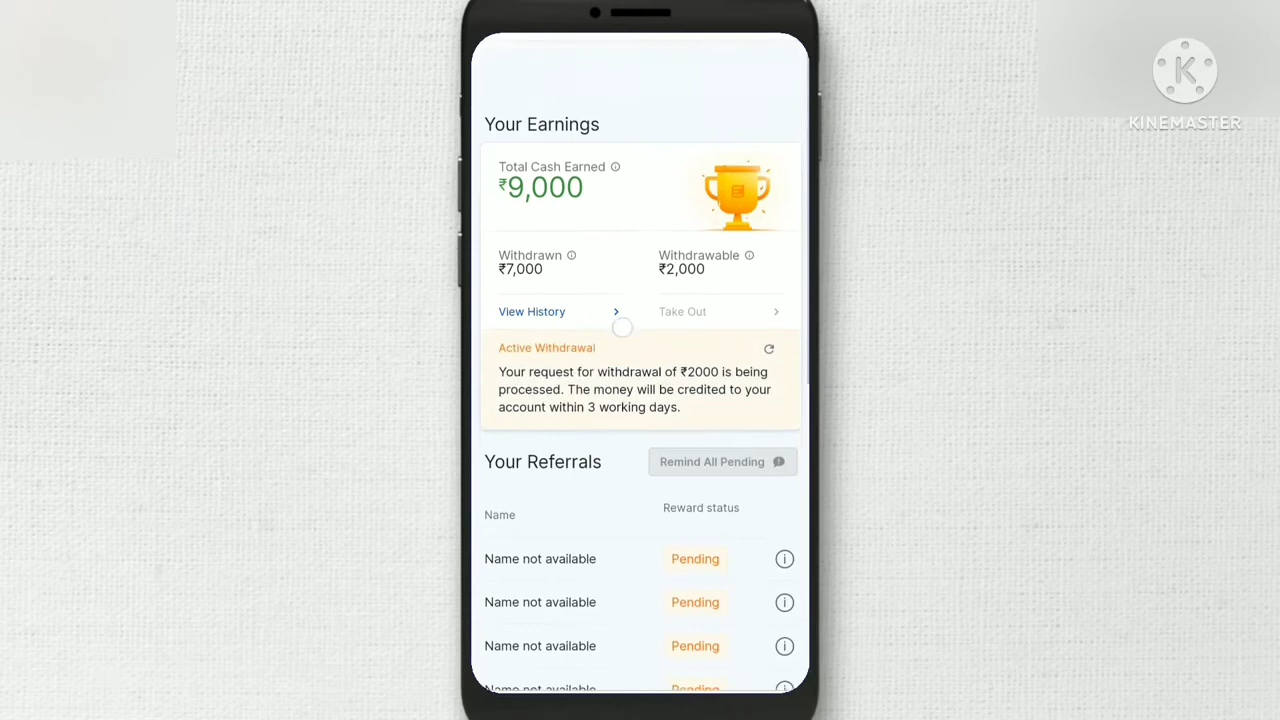 KINEMASTER
Your Earnings
Total Cash Earned
₹9,000
Withdrawn Withdrawable
₹7,000 ₹2,000
View History Take Out
Active Withdrawal
Your request for withdrawal of ₹2000 is being
processed. The money will be credited to your
account within 3 working days.
Your Referrals Remind All Pending
Name Reward status
Name not available Pending
Name not available Pending
Name not available Pending
Name not available Pending